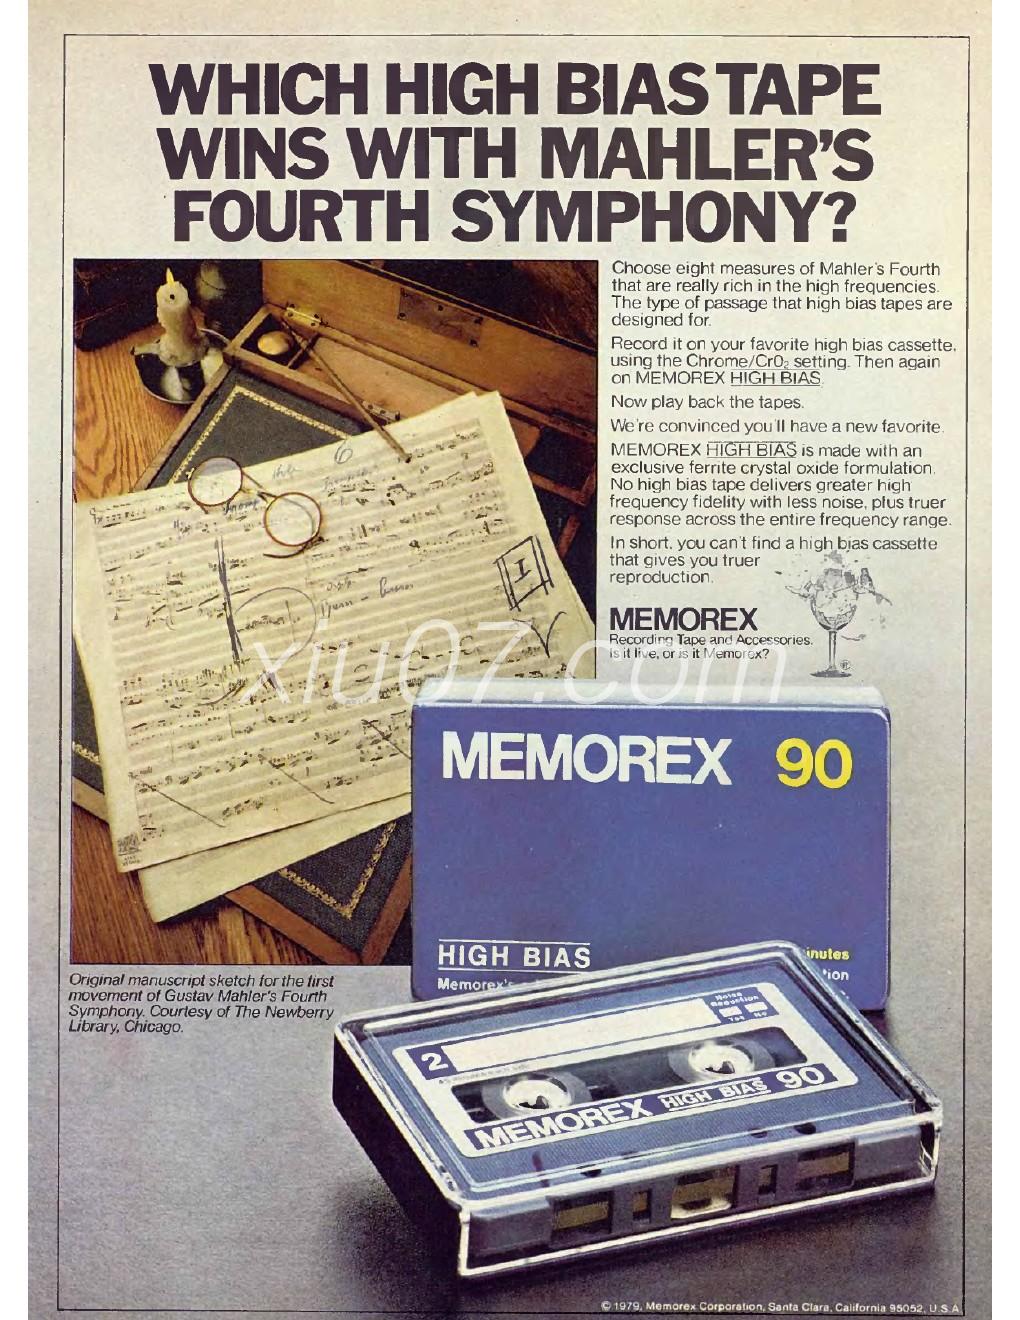 WHICH HIGH BIAS TAPE
WINS WITH MAHLER'S
FOURTH SYMPHONY?
Choose eight measures of Mahler's Fourth
that are really rich in the high frequencies.
The type of passage that high bias tapes are
designed for.
Record it on your favorite high bias cassette,
using the Chrome/CrO₂ setting. Then again
on MEMOREX HIGH BIAS.
Now play back the tapes.
We're convinced you'll have a new favorite.
MEMOREX HIGH BIAS is made with an
exclusive ferrite crystal oxide formulation.
No high bias tape delivers greater high
frequency fidelity with less noise, plus truer
response across the entire frequency range.
In short, you can't find a high bias cassette
that gives you truer
reproduction.
MEMOREX
Recording Tape and Accessories.
Is it live, or is it Memorex?
®
6
I
xiu07.com
MEMOREX 90
HIGH BIAS
Memorex's
inutes
tion
Original manuscript sketch for the first
movement of Gustav Mahler's Fourth
Symphony. Courtesy of The Newberry
Library, Chicago.
2
Noise
Reduction
Yes No
MEMOREX HIGH BIAS 90
© 1979, Memorex Corporation, Santa Clara, California 95052, U.S.A.